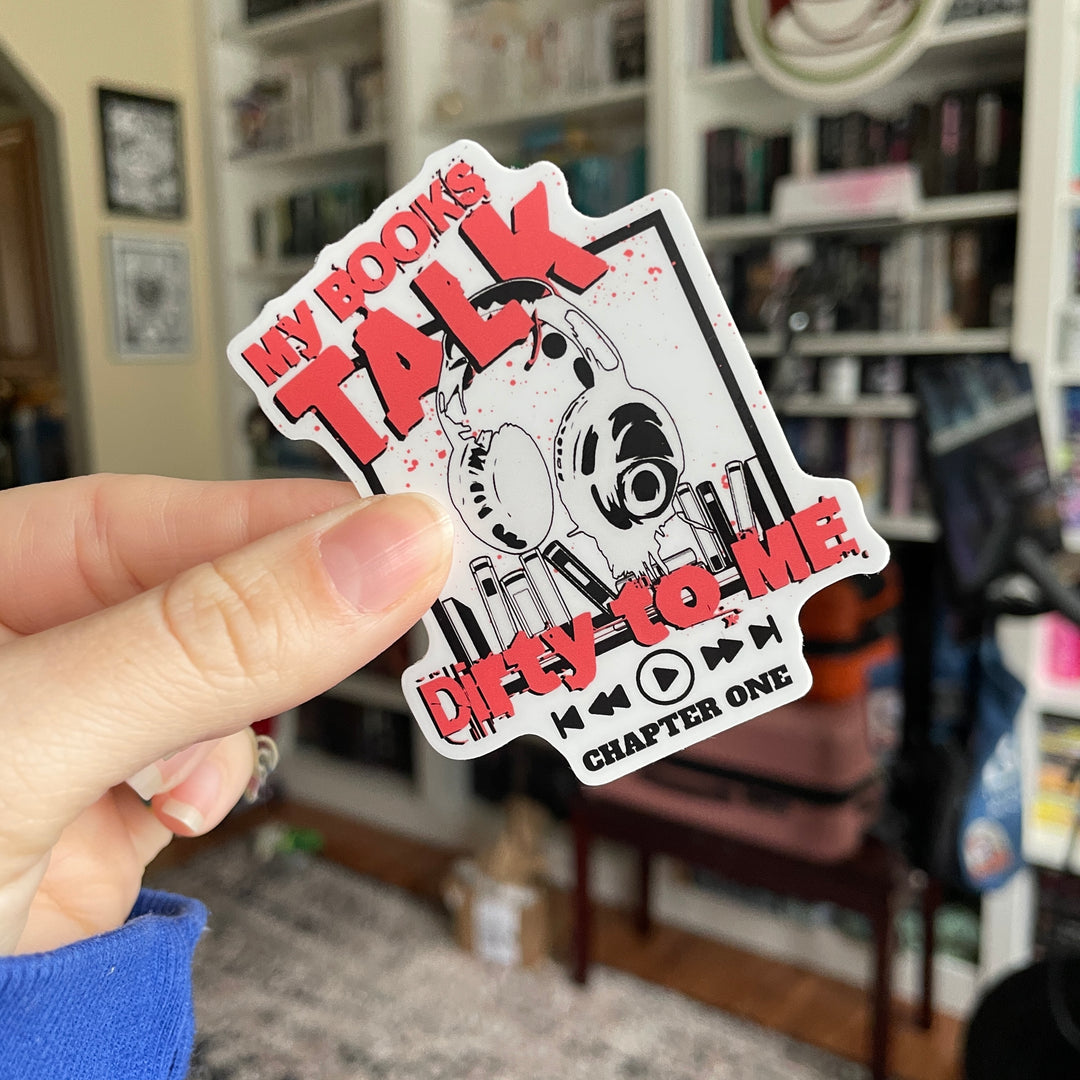 MY BOOKS
TALK
Dirty to ME
CHAPTER ONE